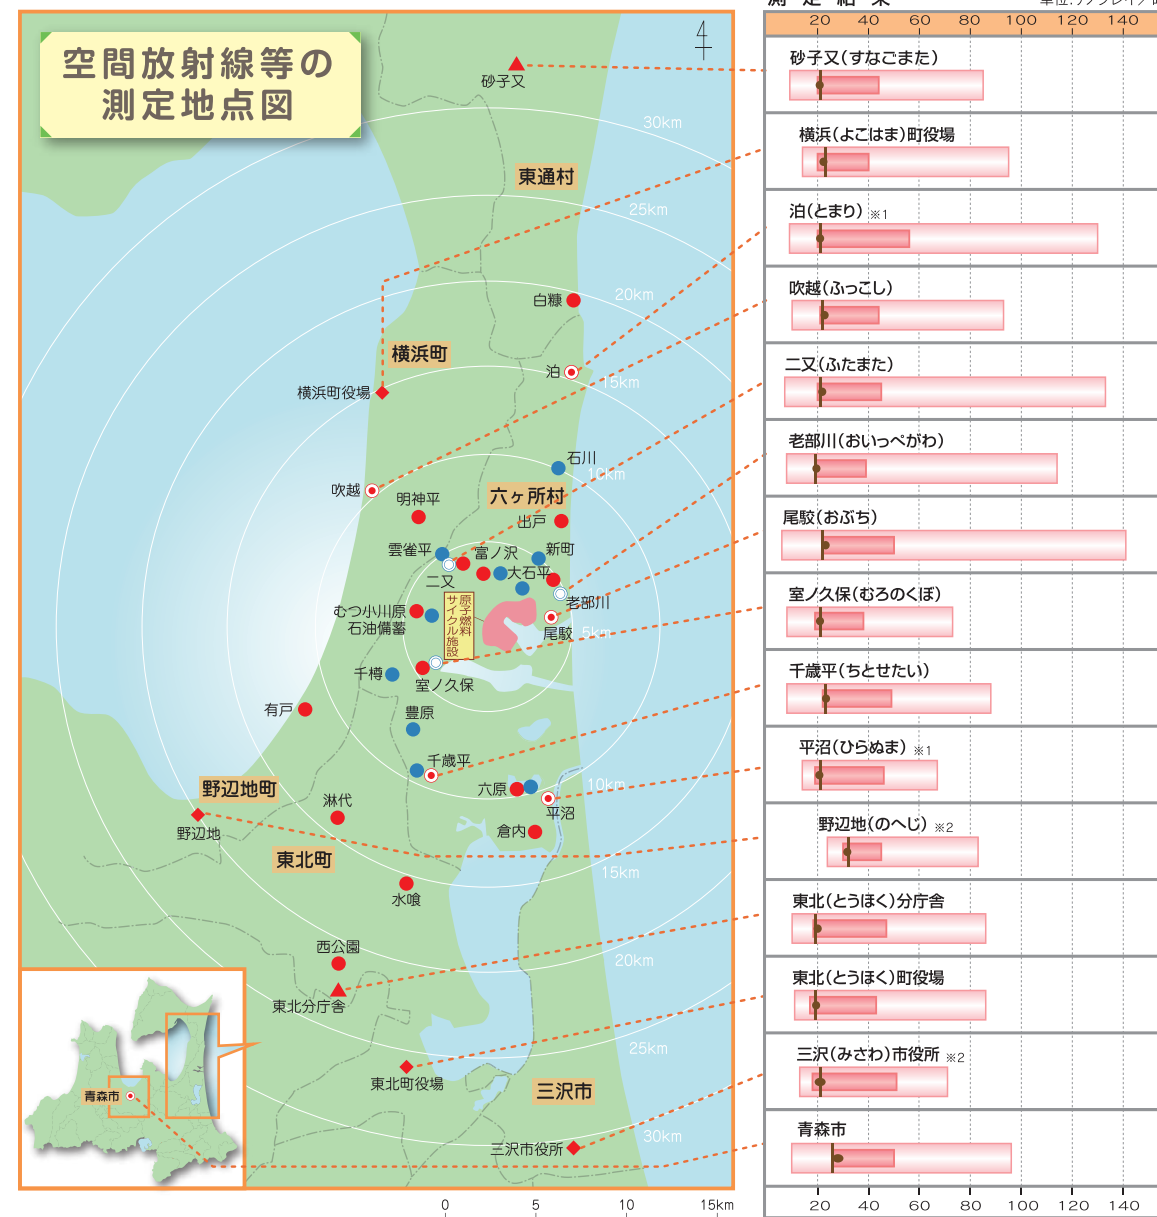 空間放射線等の
測定地点図
砂子又
30km
東通村
25km
白糠
20km
横浜町
泊
15km
横浜町役場
石川
10km
吹越
明神平
六ヶ所村
出戸
雲雀平
富ノ沢
新町
二又
大石平
老部川
むつ小川原
石油備蓄
原子燃料
サイクル施設
尾駮
5km
千樽
室ノ久保
有戸
豊原
千歳平
六原
10km
野辺地町
平沼
淋代
野辺地
倉内
東北町
15km
水喰
西公園
20km
東北分庁舎
25km
東北町役場
三沢市
30km
三沢市役所
青森市
0 5 10 15km
測定結果
20 40 60 80 100 120 140
砂子又(すなごまた)
横浜(よこはま)町役場
泊(とまり)※1
吹越(ふっこし)
二又(ふたまた)
老部川(おいっぺがわ)
尾駮(おぶち)
室ノ久保(むろのくぼ)
千歳平(ちとせたい)
平沼(ひらぬま)※1
野辺地(のへじ)※2
東北(とうほく)分庁舎
東北(とうほく)町役場
三沢(みさわ)市役所※2
青森市
20 40 60 80 100 120 140